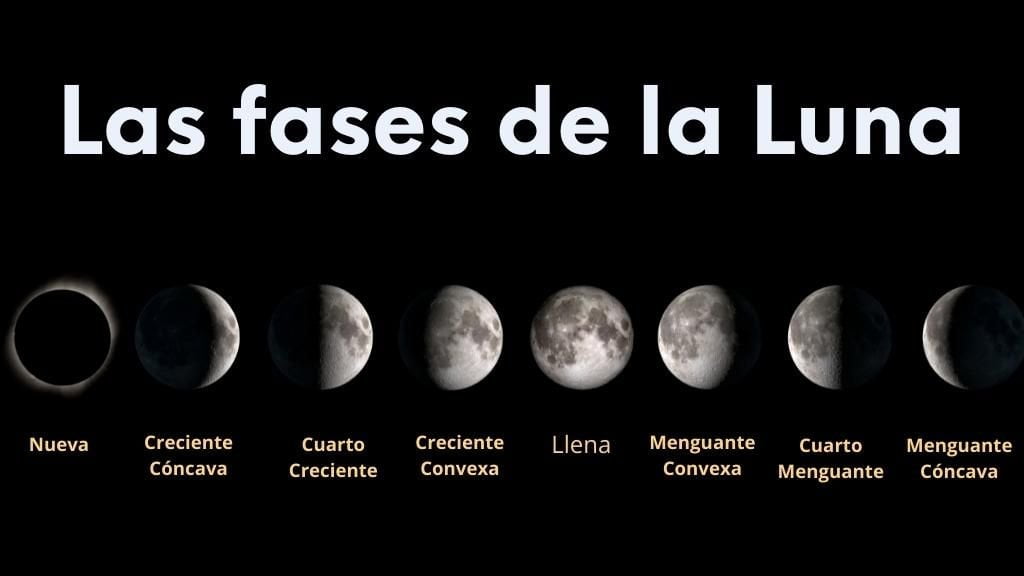 Las fases de la Luna
Nueva
Creciente
Cóncava
Cuarto
Creciente
Creciente
Convexa
Llena
Menguante
Convexa
Cuarto
Menguante
Menguante
Cóncava